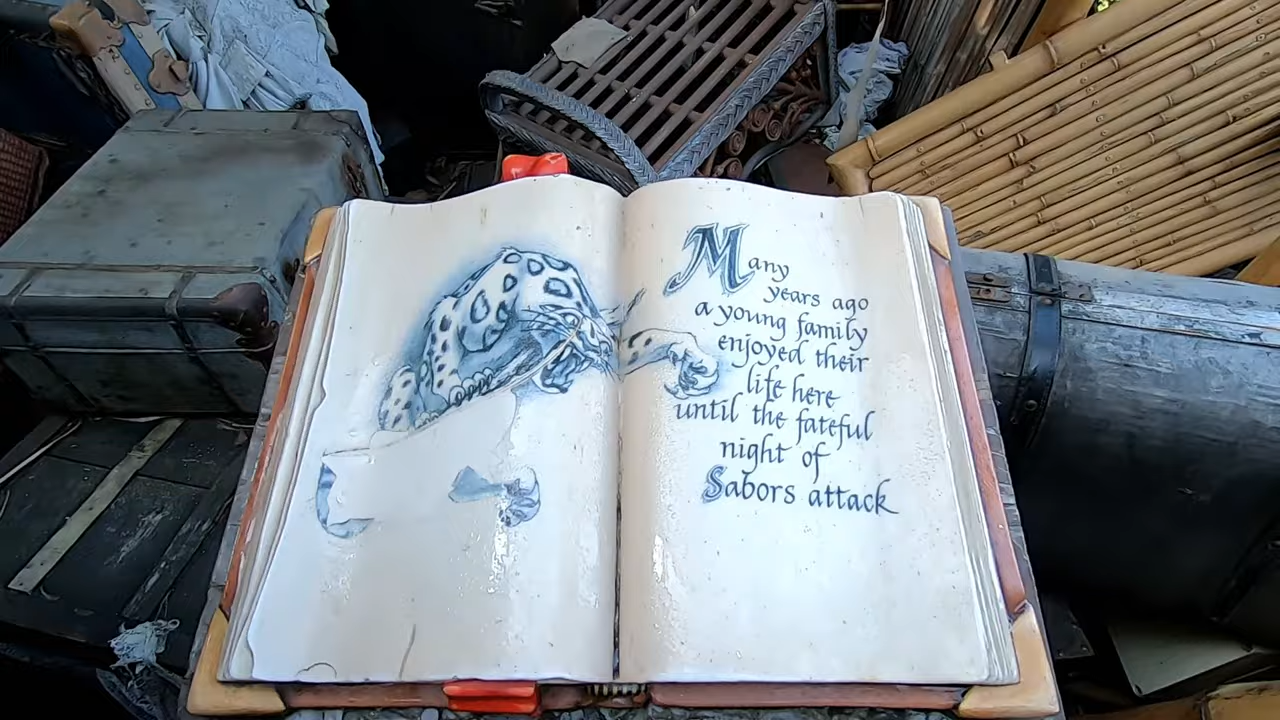 Many
years ago
a young family
enjoyed their
life here
until the fateful
night of
Sabors attack